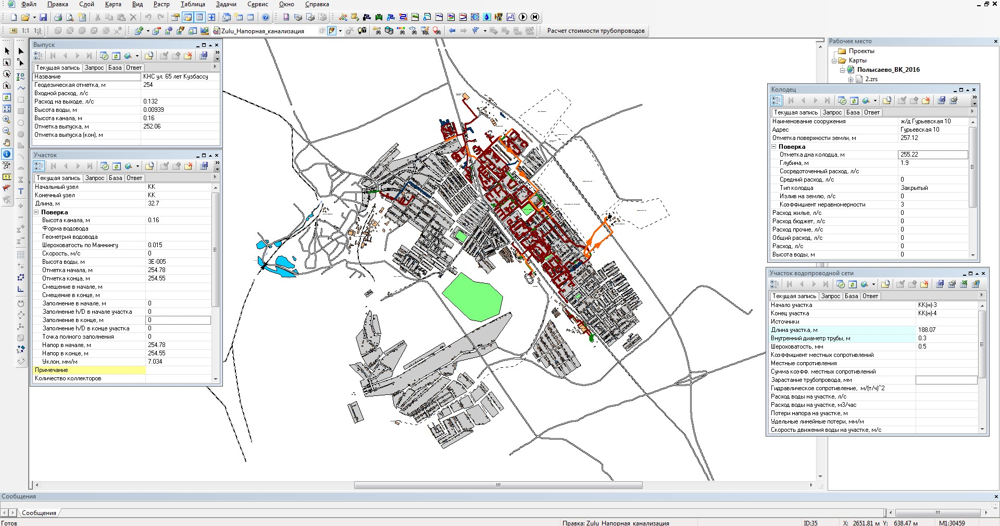 Файл Правка Слой Карта Вид Растр Таблица Задачи Сервис Окно Справка
1:1
Zulu_Напорная_канализация
SQL
Расчет стоимости трубопроводов
Выпуск
Текущая запись Запрос База Ответ
Название КНС ул. 65 лет Кузбассу
Геодезическая отметка, м 254
Входной расход, л/с
Расход на выходе, л/с 0.132
Высота воды, м 0.00939
Высота канала, м 0.16
Отметка выпуска, м 252.06
Отметка выпуска (кон), м
Участок
Текущая запись Запрос База Ответ
Начальный узел КК
Конечный узел КК
Длина, м 32.7
Поверка
Высота канала, м 0.16
Форма водовода
Геометрия водовода
Шероховатость по Маннингу 0.015
Скорость, м/с 0
Высота воды, м 3E-005
Отметка начала, м 254.78
Отметка конца, м 254.55
Смещение в начале, м
Смещение в конце, м
Заполнение в начале, м 0
Заполнение h/D в начале участка 0
Заполнение в конце, м 0
Заполнение h/D в конце участка 0
Точка полного заполнения 0
Напор в начале, м 254.78
Напор в конце, м 254.55
Уклон, мм/м 7.034
Примечание
Количество коллекторов
Рабочее место
Проекты
Карты
Полысаево_ВК_2016
2.zrs
Колодец
Текущая запись Запрос База Ответ
Наименование сооружения ж/д Гурьевская 10
Адрес Гурьевская 10
Отметка поверхности земли, м 257.12
Поверка
Отметка дна колодца, м 255.22
Глубина, м 1.9
Сосредоточенный расход, л/с
Средний расход, л/с 0
Тип колодца Закрытый
Излив на землю, л/с 0
Коэффициент неравномерности 3
Расход жилье, л/с 0
Расход бюджет, л/с 0
Расход прочие, л/с 0
Общий расход, л/с 0
Расход, л/с 0
Высота воды, м 0
Участок водопроводной сети
Текущая запись Запрос База Ответ
Начало участка КК(н)-3
Конец участка КК(н)-4
Источники
Длина участка, м 188.07
Внутренний диаметр трубы, м 0.3
Шероховатость, мм 0.5
Коэффициент местных сопротивлений
Местные сопротивления
Сумма коэфф. местных сопротивлений
Зарастание трубопровода, мм
Гидравлическое сопротивление, м/(т/ч)^2
Расход воды на участке, л/с
Расход воды на участке, м3/час
Потери напора на участке, м
Удельные линейные потери, мм/м
Скорость движения воды на участке, м/с
Сообщения
Сообщения
Готов Правка: Zulu_Напорная_канализация ID:35 X: 2651.81 м Y: 638.47 м М1:30459